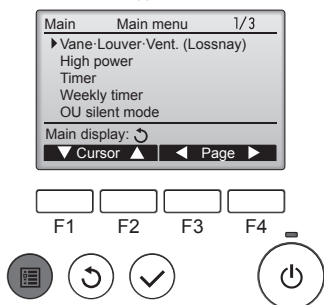 Main Main menu 1/3
Vane·Louver·Vent. (Lossnay)
High power
Timer
Weekly timer
OU silent mode
Main display:
Cursor Page
F1 F2 F3 F4